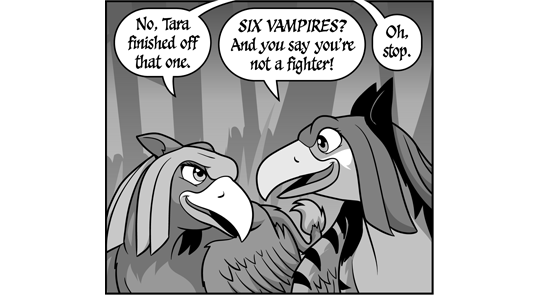 No, Tara
finished off
that one.
SIX VAMPIRES?
And you say you're
not a fighter!
Oh,
stop.